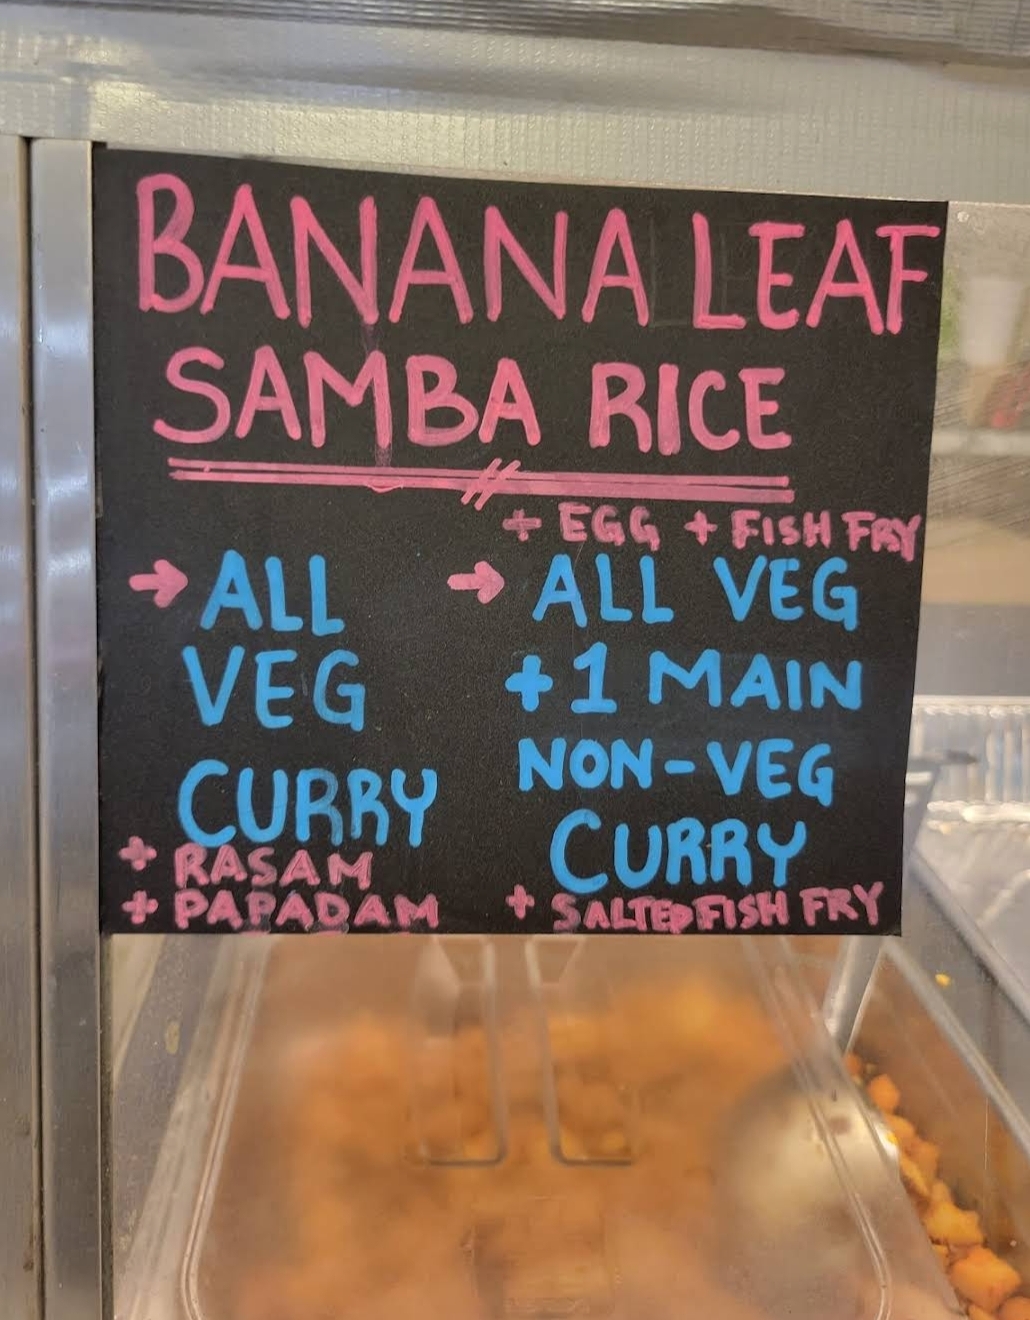 BANANA LEAF
SAMBA RICE
→ ALL
VEG
CURRY
+ RASAM
+ PAPADAM
+ EGG + FISH FRY
→ ALL VEG
+1 MAIN
NON-VEG
CURRY
+ SALTED FISH FRY